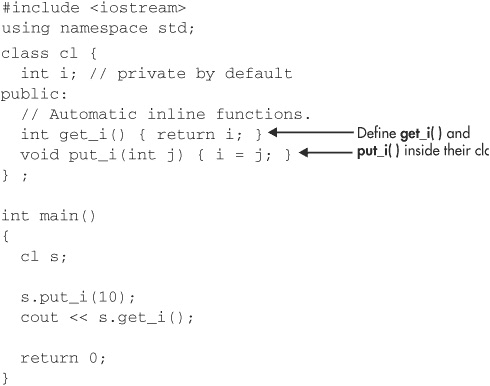 #include <iostream>
using namespace std;
class cl {
int i; // private by default
public:
// Automatic inline functions.
int get_i() { return i; }
Define get_i( ) and
void put_i(int j) { i = j; }
put_i( ) inside their
} ;
int main()
{
cl s;
s.put_i(10);
cout << s.get_i();
return 0;
}